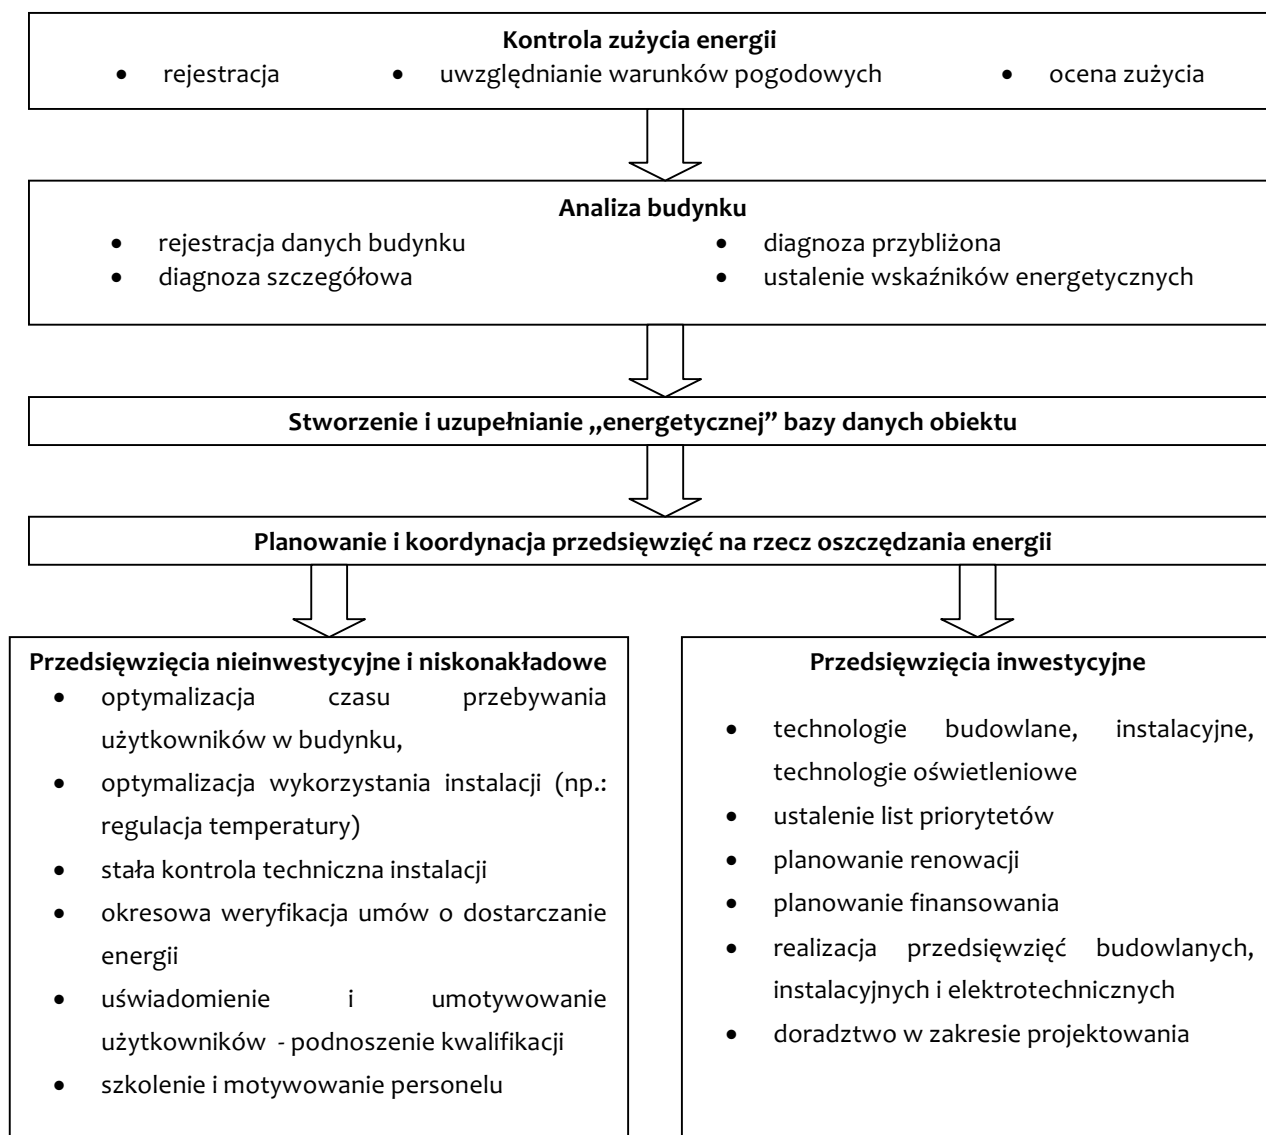 Kontrola zużycia energii
• rejestracja • uwzględnianie warunków pogodowych • ocena zużycia
Analiza budynku
• rejestracja danych budynku • diagnoza przybliżona
• diagnoza szczegółowa • ustalenie wskaźników energetycznych
Stworzenie i uzupełnianie „energetycznej” bazy danych obiektu
Planowanie i koordynacja przedsięwzięć na rzecz oszczędzania energii
Przedsięwzięcia nieinwestycyjne i niskonakładowe
• optymalizacja czasu przebywania
użytkowników w budynku,
• optymalizacja wykorzystania instalacji (np.:
regulacja temperatury)
• stała kontrola techniczna instalacji
• okresowa weryfikacja umów o dostarczanie
energii
• uświadomienie i umotywowanie
użytkowników - podnoszenie kwalifikacji
• szkolenie i motywowanie personelu
Przedsięwzięcia inwestycyjne
• technologie budowlane, instalacyjne,
technologie oświetleniowe
• ustalenie list priorytetów
• planowanie renowacji
• planowanie finansowania
• realizacja przedsięwzięć budowlanych,
instalacyjnych i elektrotechnicznych
• doradztwo w zakresie projektowania